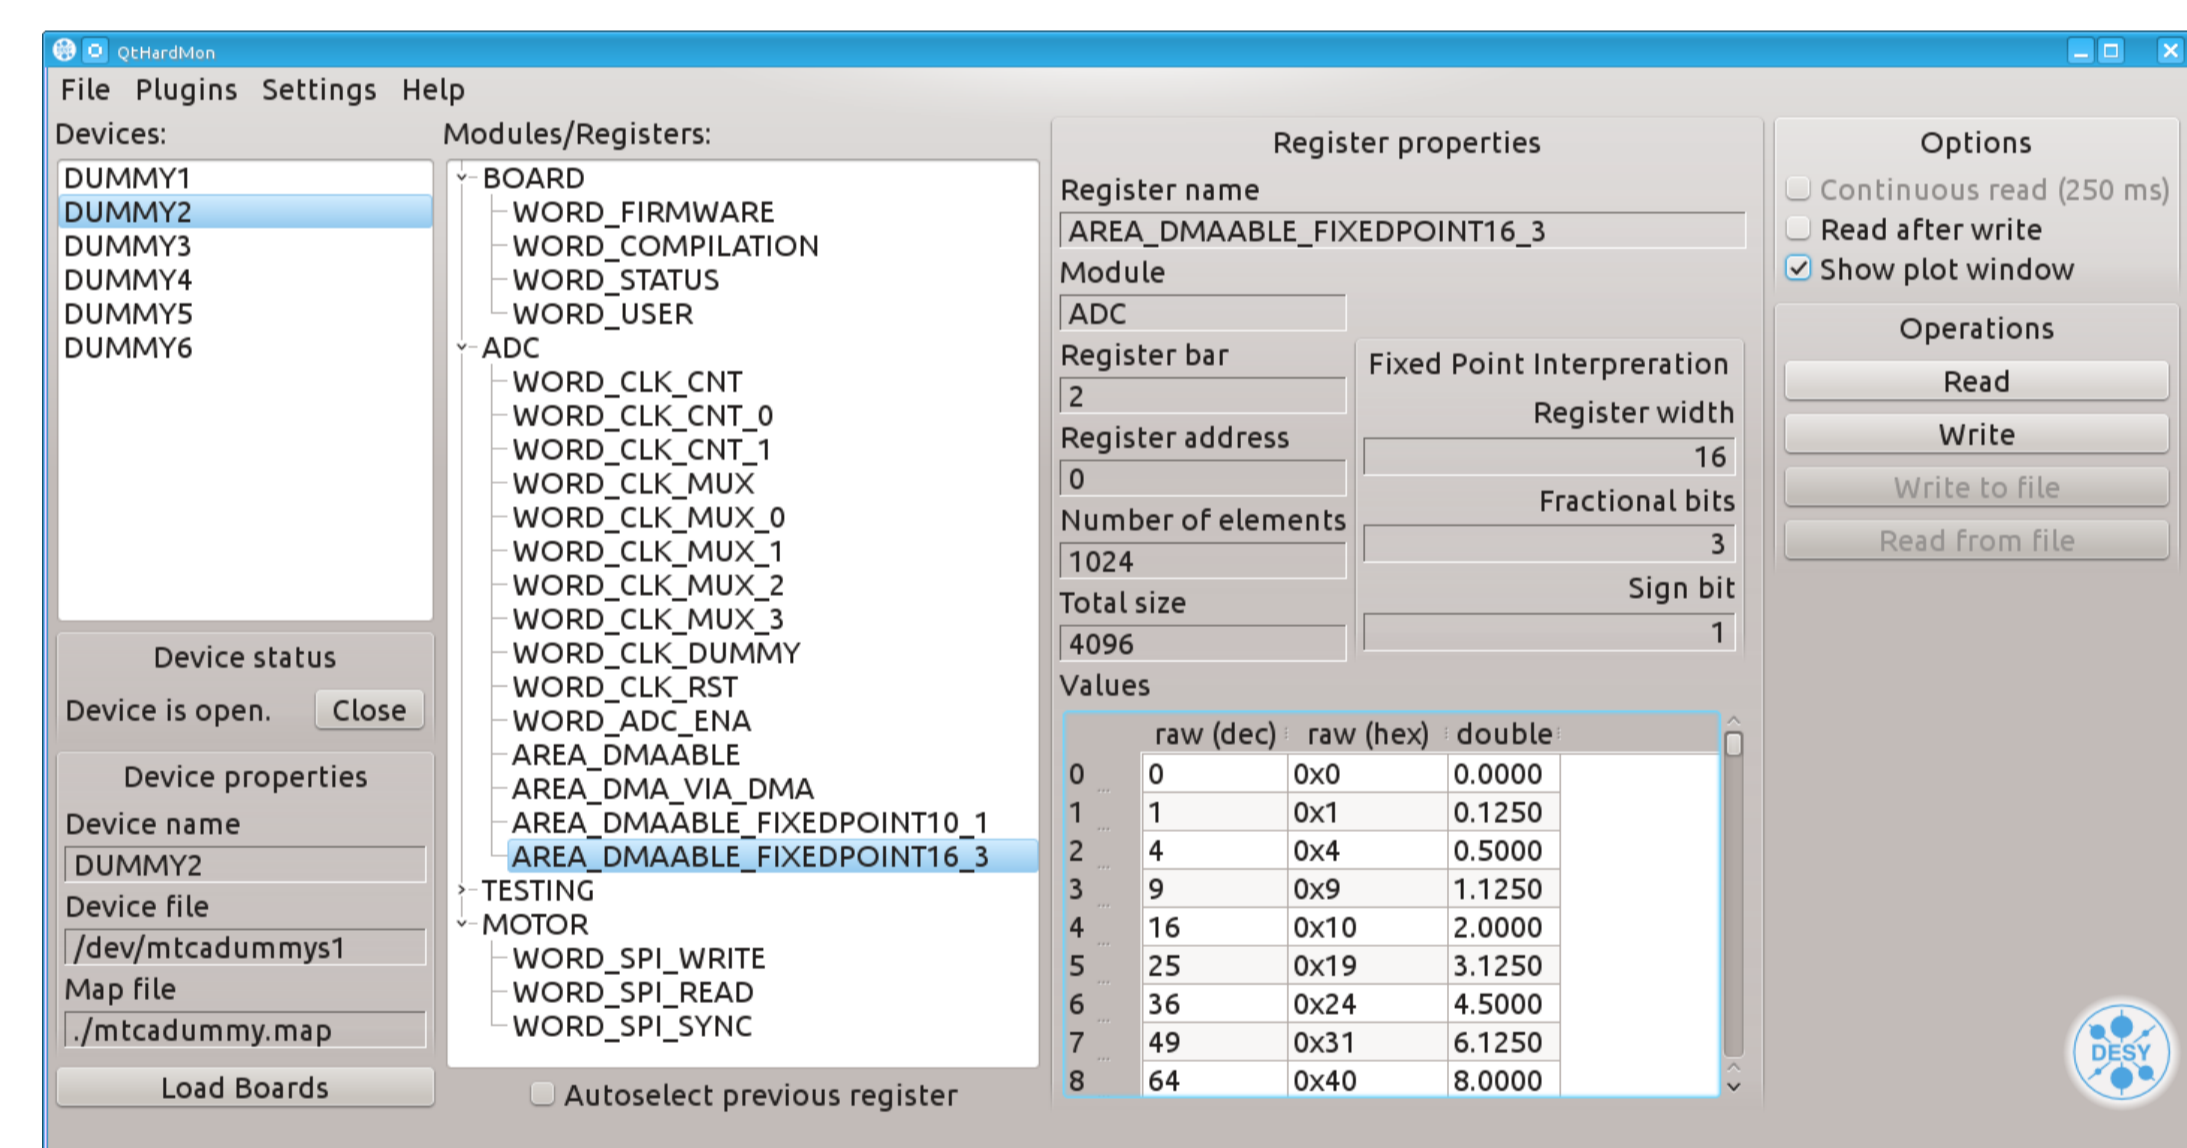 QtHardMon
File Plugins Settings Help
Devices:
DUMMY1
DUMMY2
DUMMY3
DUMMY4
DUMMY5
DUMMY6
Device status
Device is open. Close
Device properties
Device name
DUMMY2
Device file
/dev/mtcadummys1
Map file
./mtcadummy.map
Load Boards
Modules/Registers:
BOARD
WORD_FIRMWARE
WORD_COMPILATION
WORD_STATUS
WORD_USER
ADC
WORD_CLK_CNT
WORD_CLK_CNT_0
WORD_CLK_CNT_1
WORD_CLK_MUX
WORD_CLK_MUX_0
WORD_CLK_MUX_1
WORD_CLK_MUX_2
WORD_CLK_MUX_3
WORD_CLK_DUMMY
WORD_CLK_RST
WORD_ADC_ENA
AREA_DMAABLE
AREA_DMA_VIA_DMA
AREA_DMAABLE_FIXEDPOINT10_1
AREA_DMAABLE_FIXEDPOINT16_3
TESTING
MOTOR
WORD_SPI_WRITE
WORD_SPI_READ
WORD_SPI_SYNC
Autoselect previous register
Register properties
Register name
AREA_DMAABLE_FIXEDPOINT16_3
Module
ADC
Register bar
2
Register address
0
Number of elements
1024
Total size
4096
Fixed Point Interpreration
Register width
16
Fractional bits
3
Sign bit
1
Values
raw (dec) raw (hex) double
0 ... 0 0x0 0.0000
1 ... 1 0x1 0.1250
2 ... 4 0x4 0.5000
3 ... 9 0x9 1.1250
4 ... 16 0x10 2.0000
5 ... 25 0x19 3.1250
6 ... 36 0x24 4.5000
7 ... 49 0x31 6.1250
8 64 0x40 8.0000
Options
Continuous read (250 ms)
Read after write
Show plot window
Operations
Read
Write
Write to file
Read from file
DESY